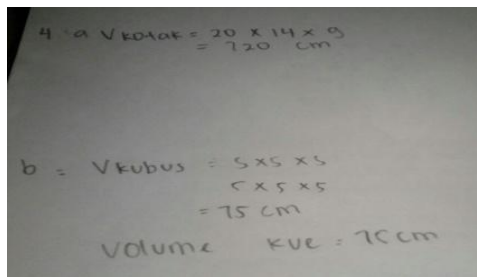 4. a V kotak = 20 x 14 x 9
= 720 cm
b = V kubus = 5 x 5 x 5
5 x 5 x 5
= 75 cm
Volume kue = 75 cm